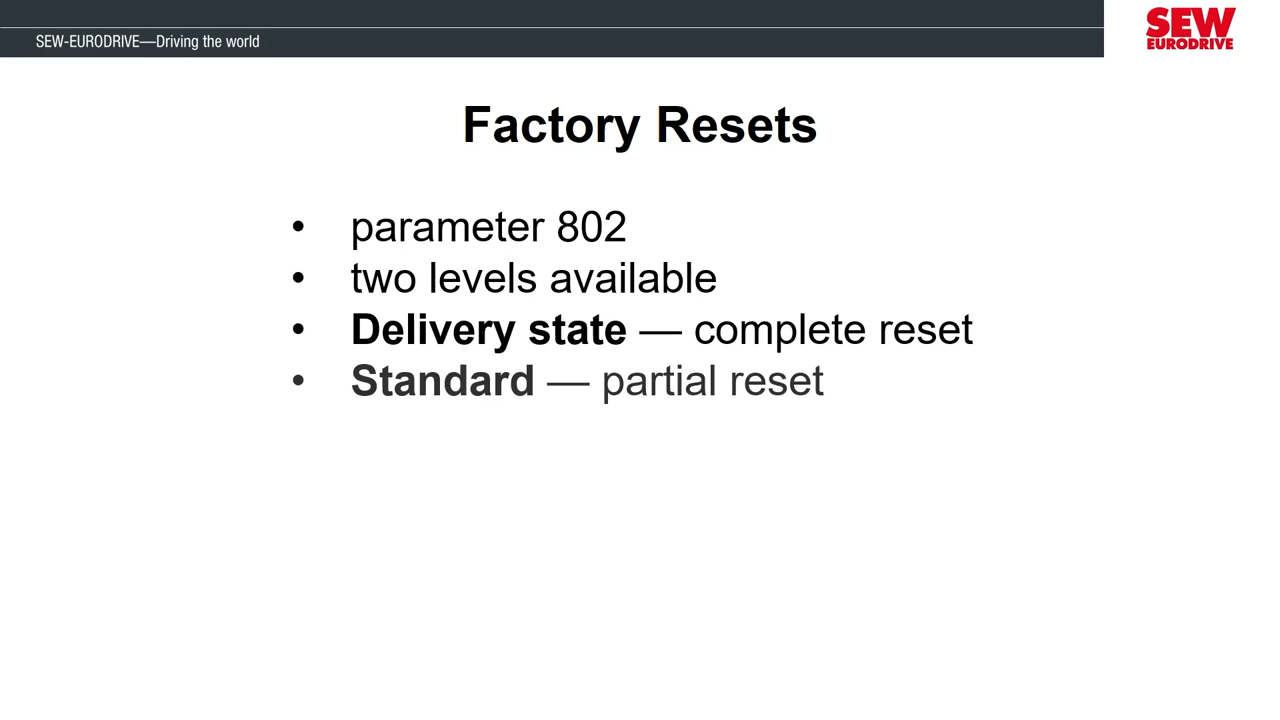 SEW-EURODRIVE—Driving the world
SEW
EURODRIVE
Factory Resets
• parameter 802
• two levels available
• Delivery state — complete reset
• Standard — partial reset